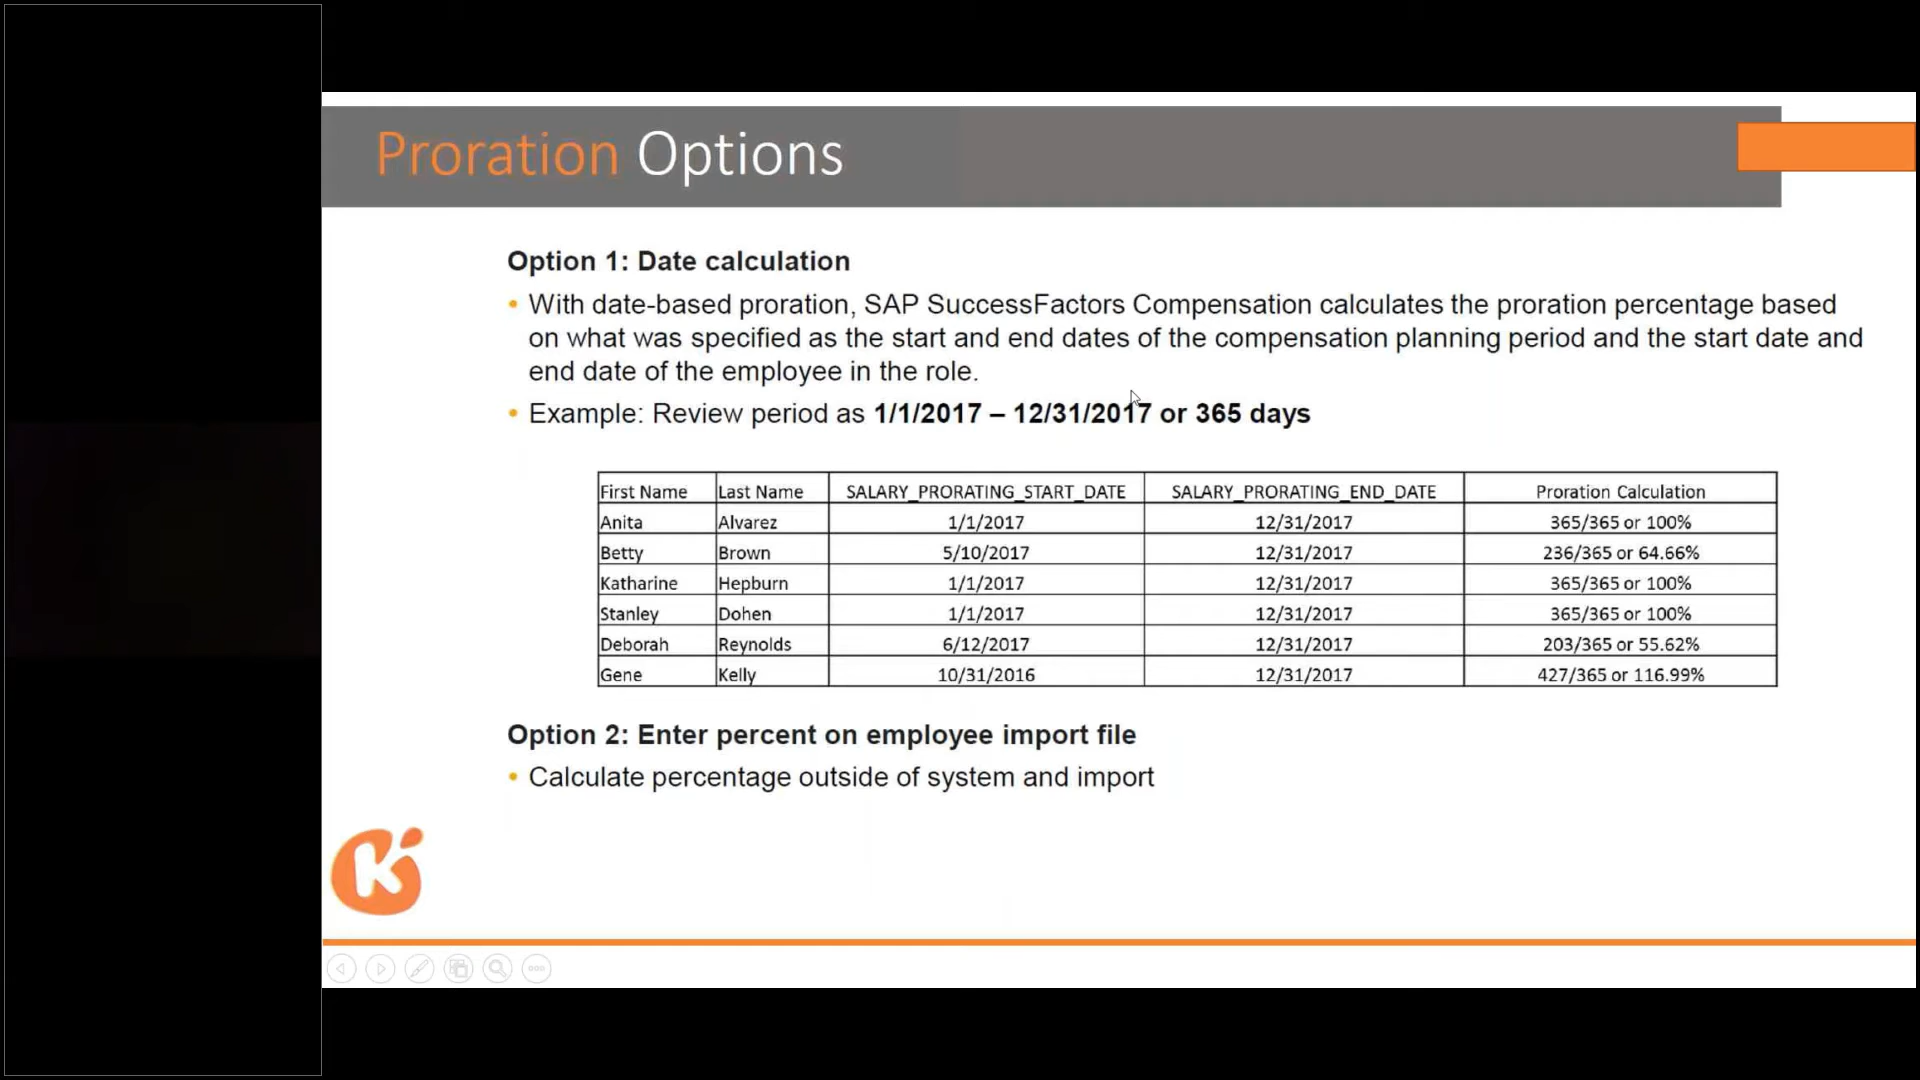 Proration Options
Option 1: Date calculation
• With date-based proration, SAP SuccessFactors Compensation calculates the proration percentage based
on what was specified as the start and end dates of the compensation planning period and the start date and
end date of the employee in the role.
• Example: Review period as 1/1/2017 – 12/31/2017 or 365 days
First Name Last Name SALARY_PRORATING_START_DATE SALARY_PRORATING_END_DATE Proration Calculation
Anita Alvarez 1/1/2017 12/31/2017 365/365 or 100%
Betty Brown 5/10/2017 12/31/2017 236/365 or 64.66%
Katharine Hepburn 1/1/2017 12/31/2017 365/365 or 100%
Stanley Dohen 1/1/2017 12/31/2017 365/365 or 100%
Deborah Reynolds 6/12/2017 12/31/2017 203/365 or 55.62%
Gene Kelly 10/31/2016 12/31/2017 427/365 or 116.99%
Option 2: Enter percent on employee import file
• Calculate percentage outside of system and import
K